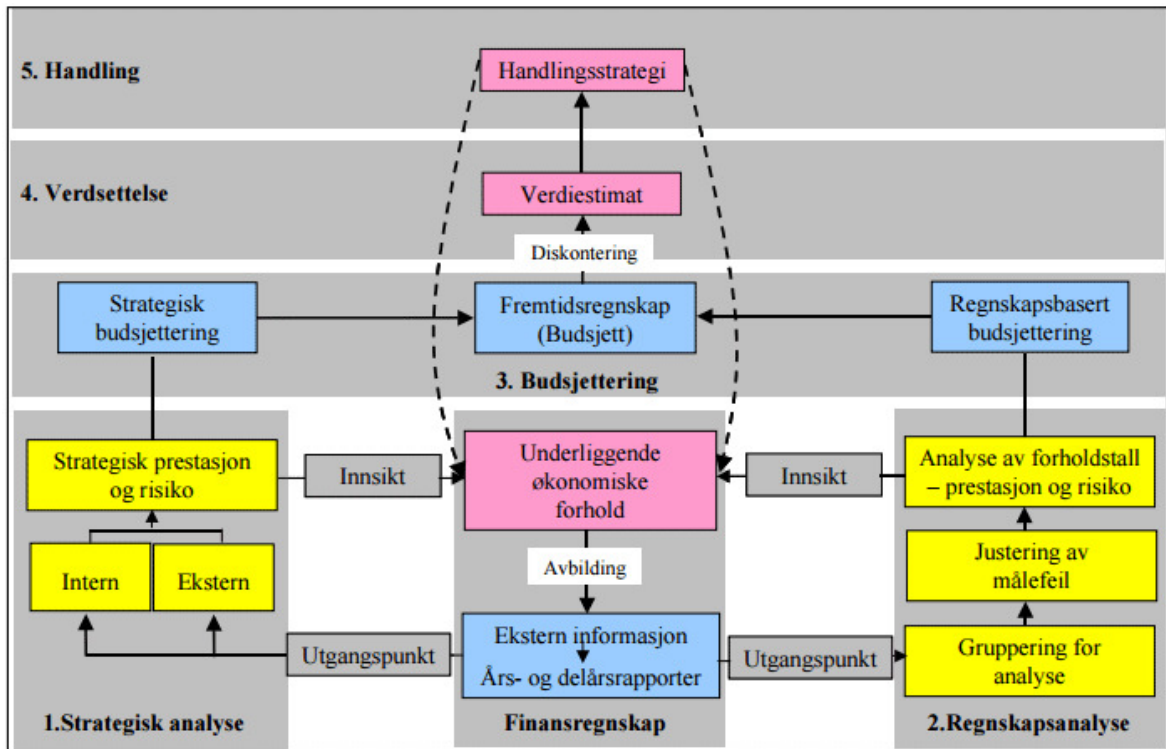 5. Handling
Handlingsstrategi
4. Verdsettelse
Verdiestimat
Diskontering
Strategisk
budsjettering
Fremtidsregnskap
(Budsjett)
Regnskapsbasert
budsjettering
3. Budsjettering
Strategisk prestasjon
og risiko
Innsikt
Underliggende
økonomiske
forhold
Innsikt
Analyse av forholdstall
– prestasjon og risiko
Intern
Ekstern
Avbilding
Justering av
målefeil
Utgangspunkt
Ekstern informasjon
Års- og delårsrapporter
Utgangspunkt
Gruppering for
analyse
1.Strategisk analyse
Finansregnskap
2.Regnskapsanalyse